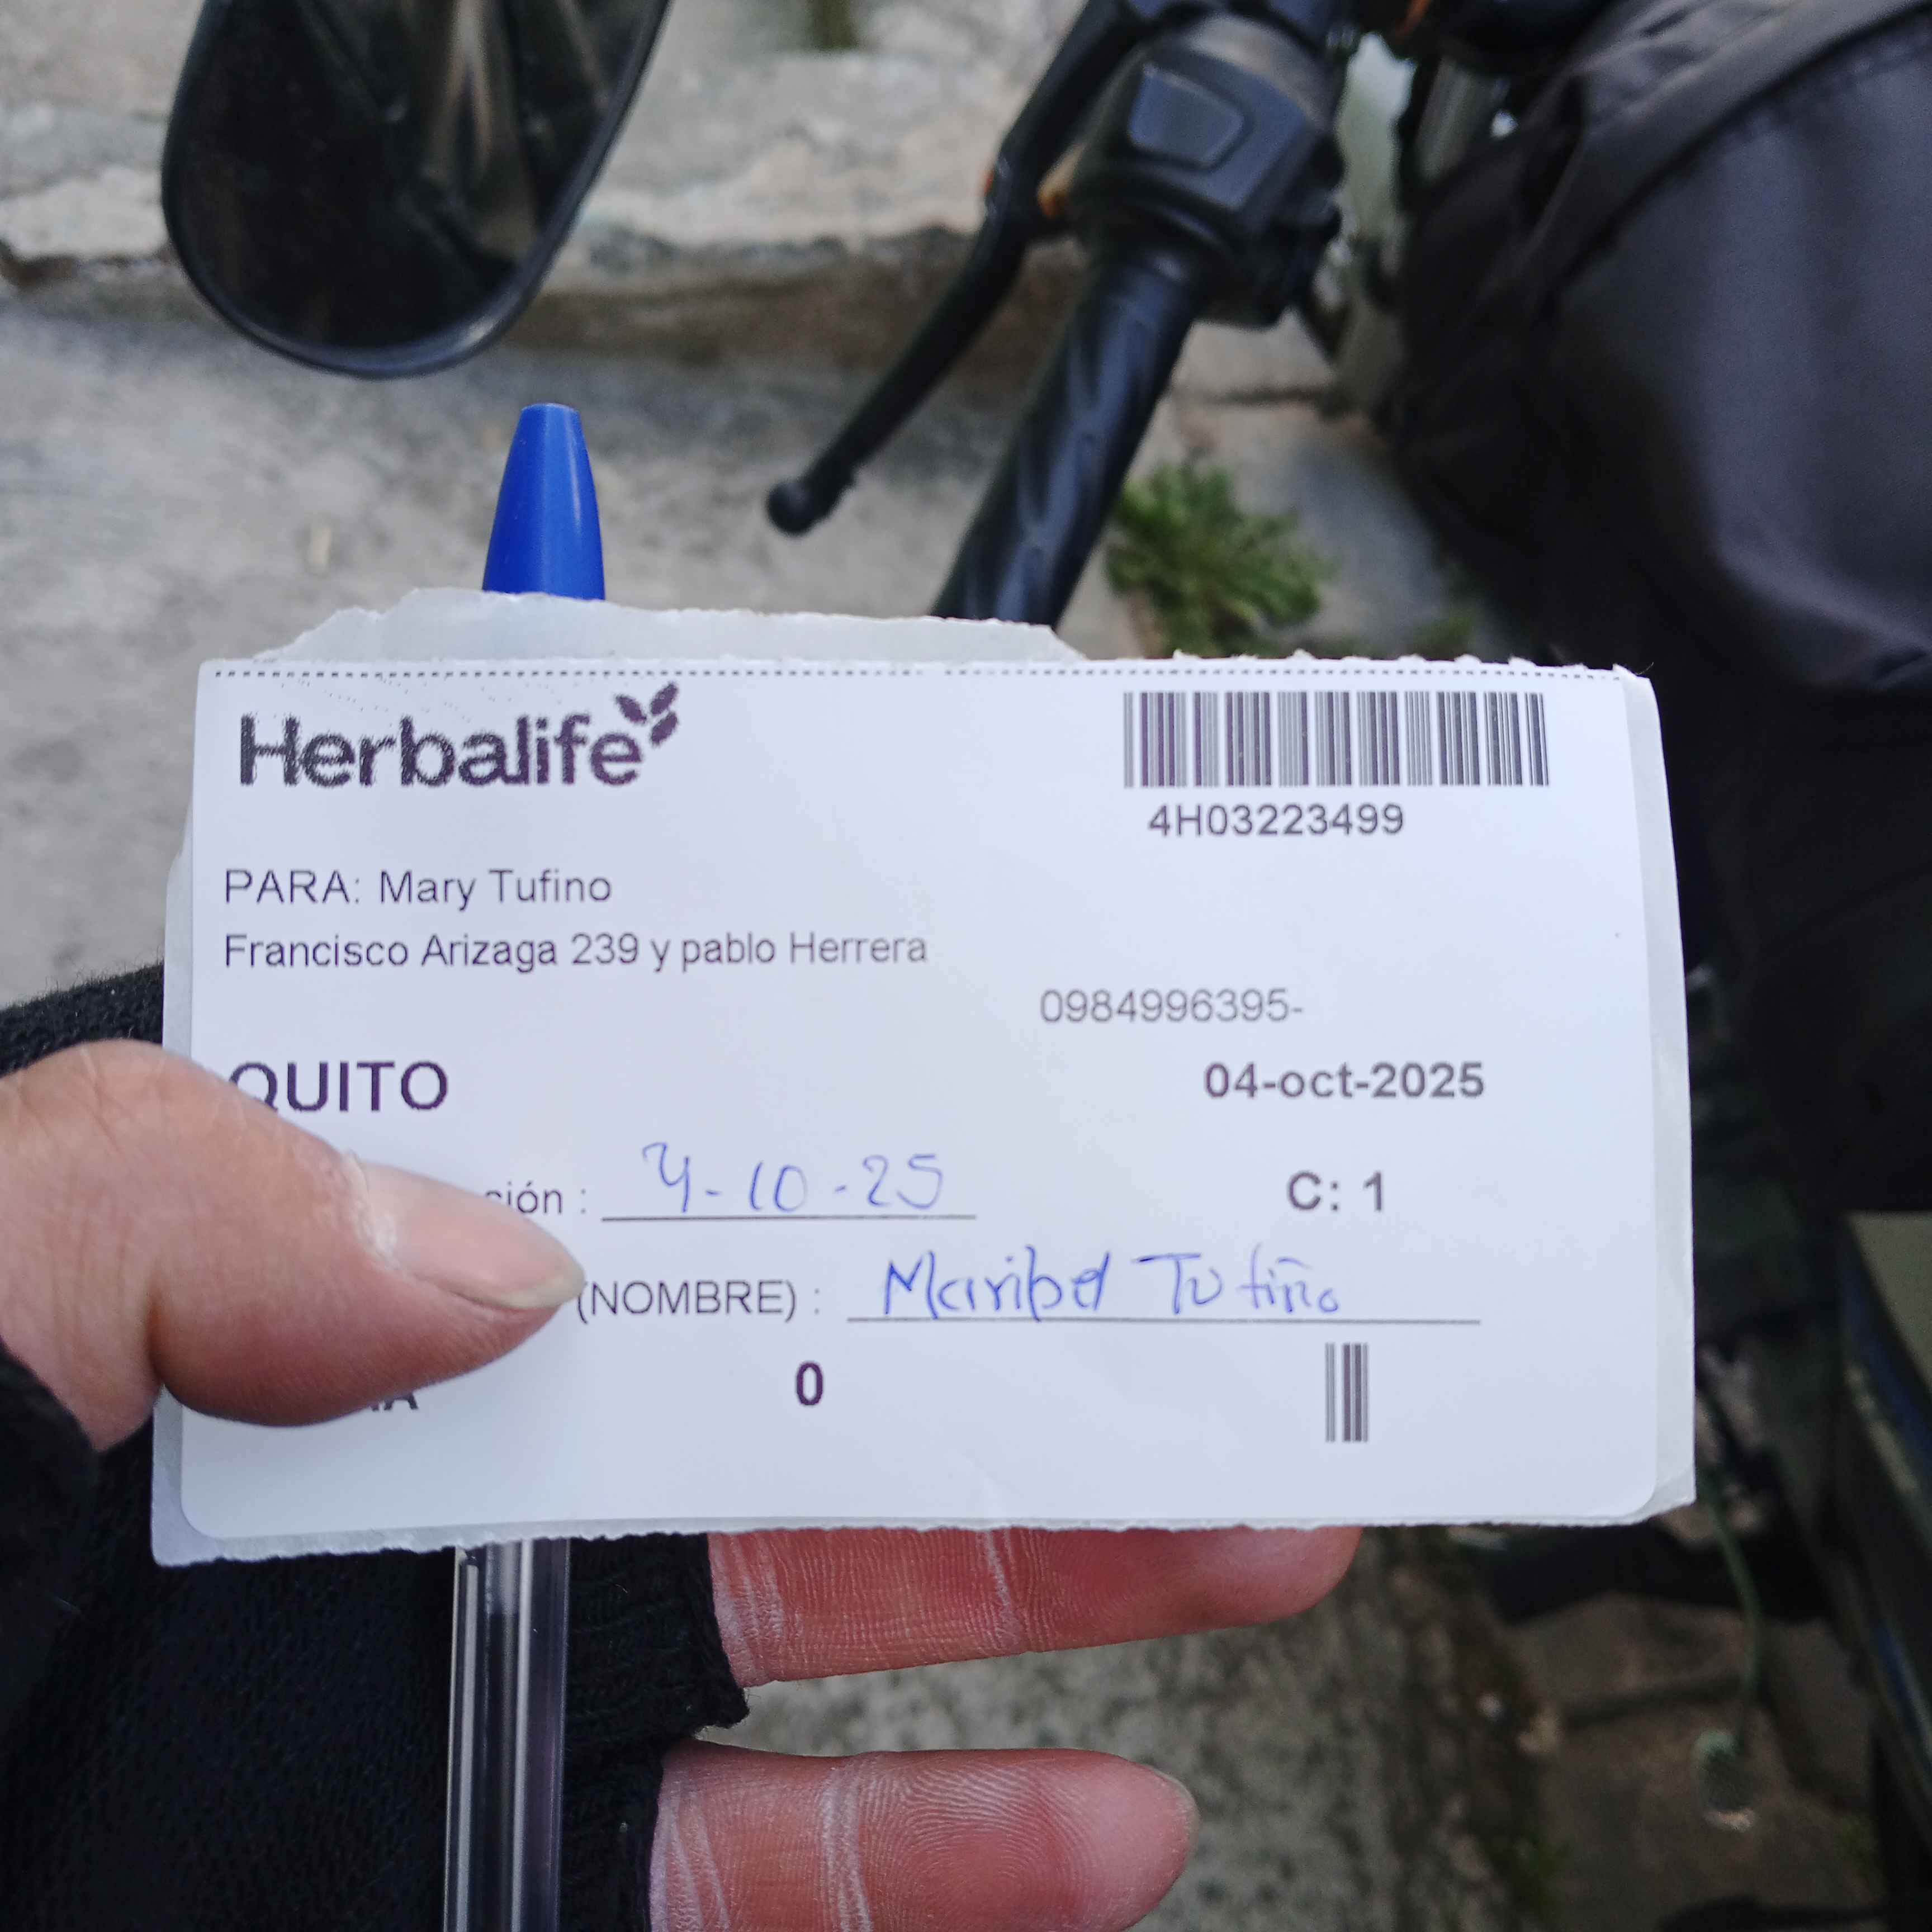 Herbalife
4H03223499
PARA: Mary Tufino
Francisco Arizaga 239 y pablo Herrera
0984996395-
QUITO 04-oct-2025
4-10-25 C: 1
(NOMBRE) : Maribel Tufiño
0